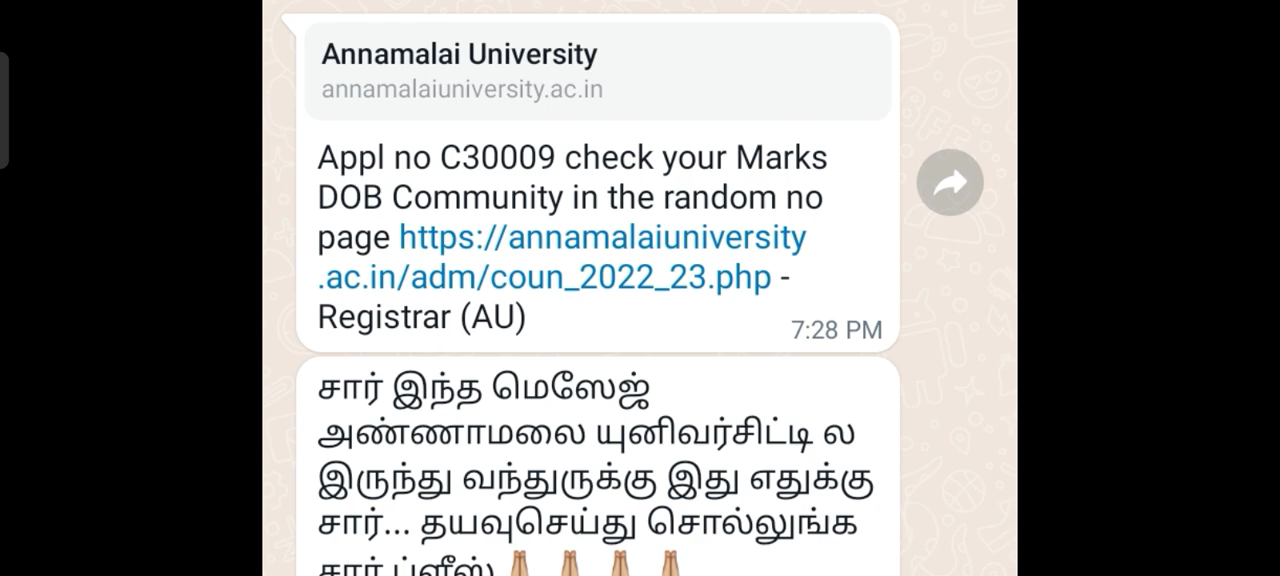 Annamalai University
annamalaiuniversity.ac.in
Appl no C30009 check your Marks
DOB Community in the random no
page https://annamalaiuniversity
.ac.in/adm/coun_2022_23.php -
Registrar (AU)
7:28 PM
சார் இந்த மெஸேஜ்
அண்ணாமலை யுனிவர்சிட்டி ல
இருந்து வந்துருக்கு இது எதுக்கு
சார்... தயவுசெய்து சொல்லுங்க
சார் ப்ளீஸ் 🙏🏼 🙏🏼 🙏🏼 🙏🏼